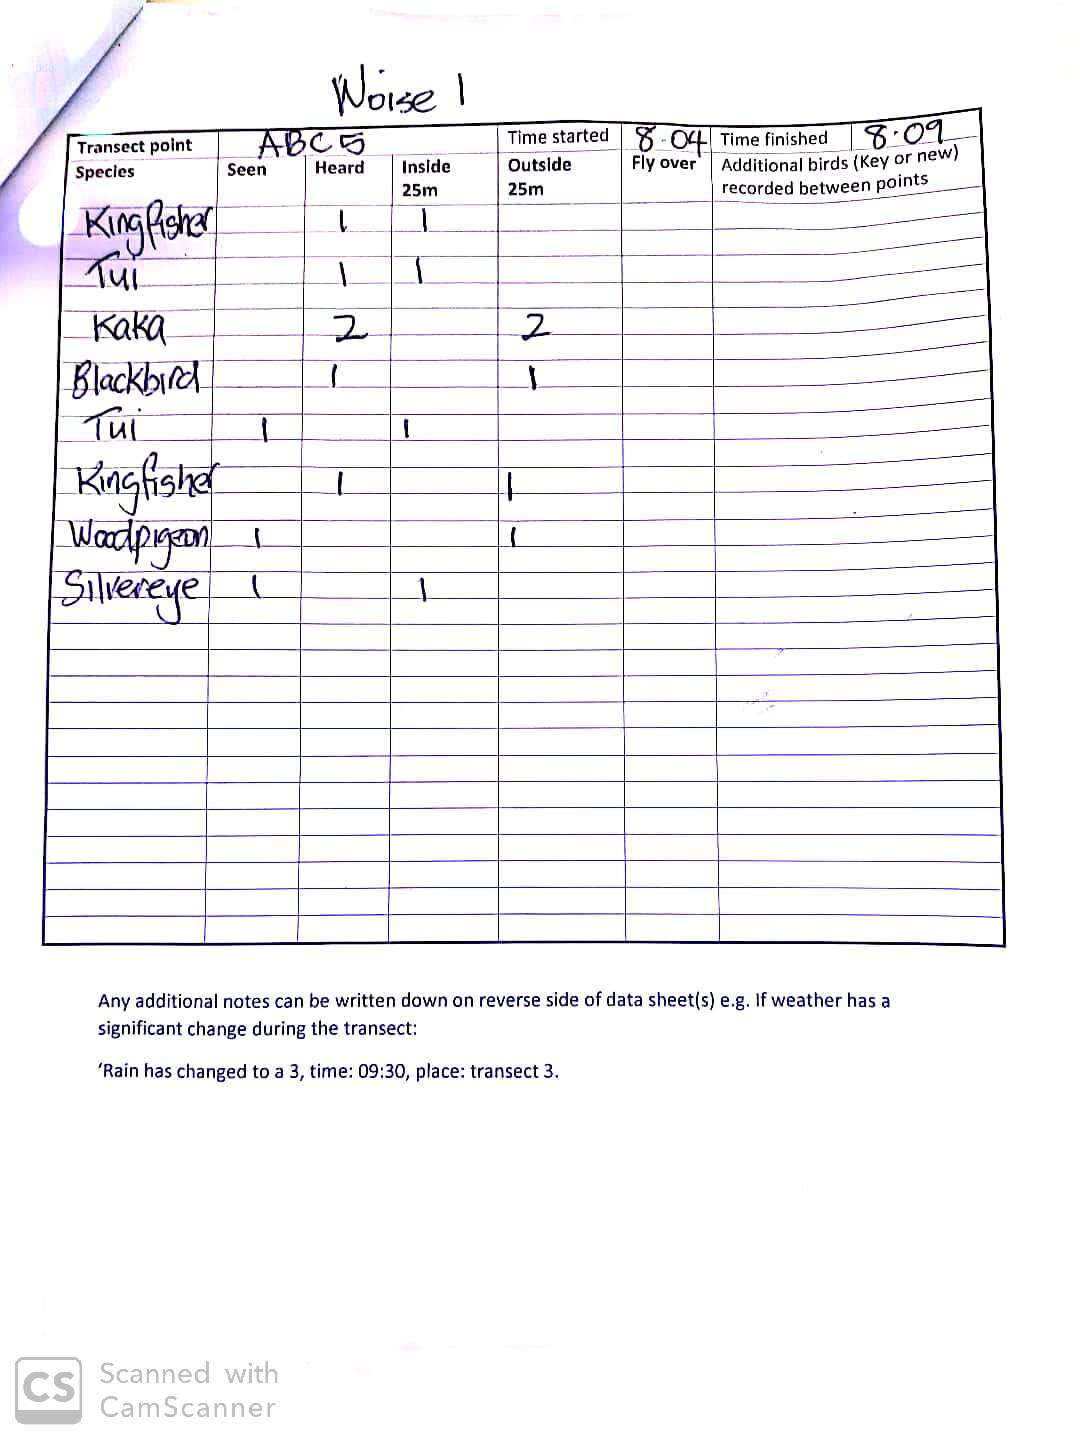 Noise 1
Transect point ABC5 Time started 8-04 Time finished 8.09
Species Seen Heard Inside 25m Outside 25m Fly over Additional birds (Key or new) recorded between points
Kingfisher 1 1
Tui 1 1
Kaka 2 2
Blackbird 1 1
Tui 1 1
Kingfisher 1 1
Woodpigeon 1 1
Silvereye 1 1
Any additional notes can be written down on reverse side of data sheet(s) e.g. If weather has a
significant change during the transect:
‘Rain has changed to a 3, time: 09:30, place: transect 3.
CS Scanned with
CamScanner